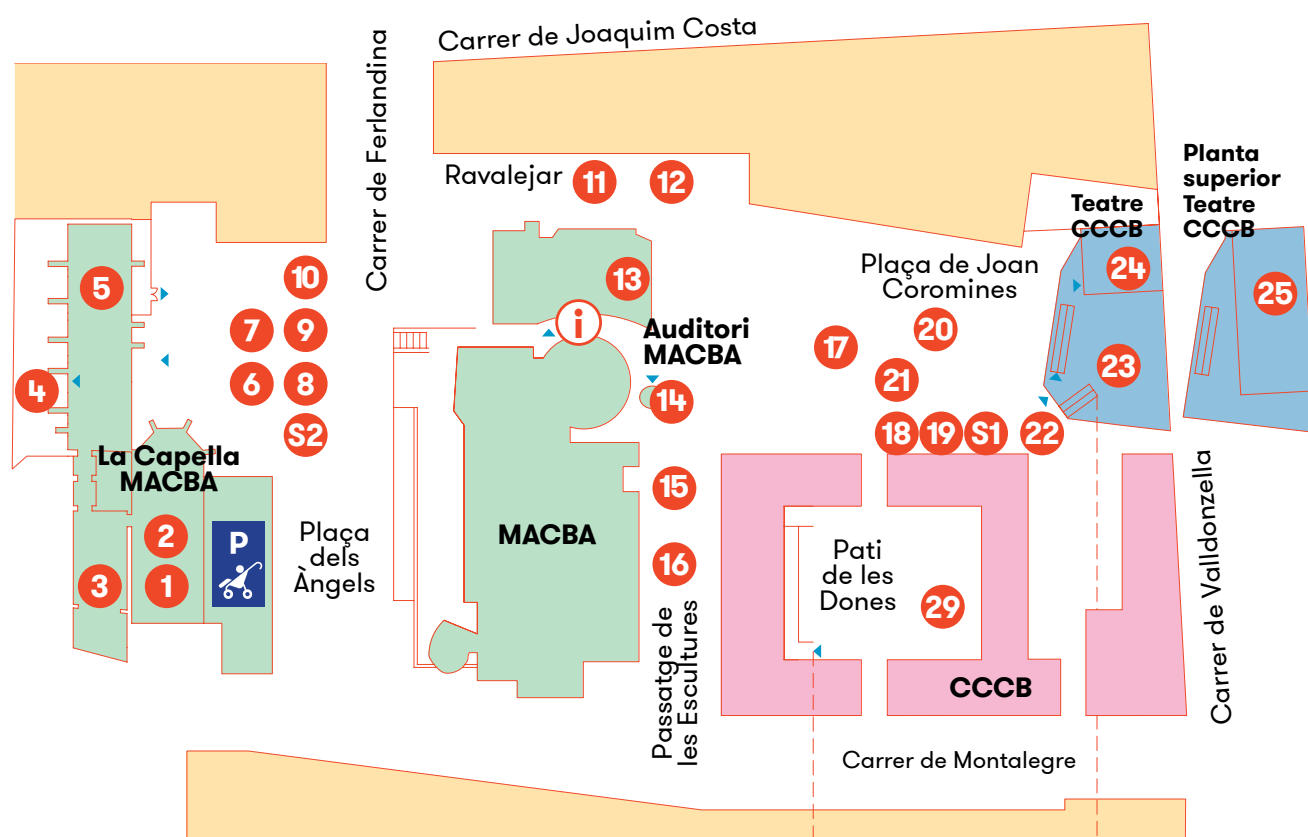 Carrer de Joaquim Costa
Carrer de Ferlandina
Ravalejar
11
12
Planta
superior
Teatre
CCCB
Teatre
CCCB
24
25
Plaça de Joan
Coromines
5
10
13
7
9
i
Auditori
MACBA
17
20
23
4
6
8
21
14
S2
18
19
S1
22
La Capella
MACBA
15
2
P
Plaça
dels
Àngels
MACBA
Pati
de les
Dones
3
1
16
29
Passatge de
les Escultures
CCCB
Carrer de Valldonzella
Carrer de Montalegre